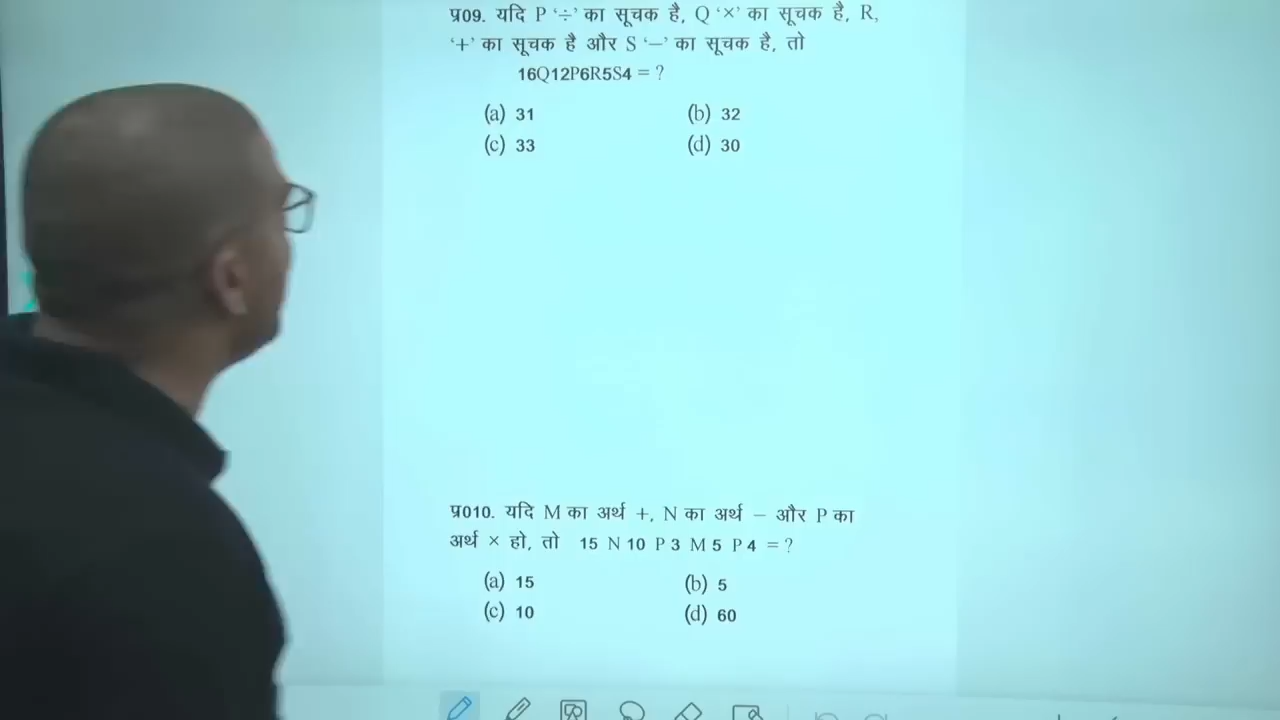 प्र09. यदि P ‘÷’ का सूचक है, Q ‘×’ का सूचक है, R,
‘+’ का सूचक है और S ‘–’ का सूचक है, तो
16Q12P6R5S4 = ?
(a) 31 (b) 32
(c) 33 (d) 30
प्र010. यदि M का अर्थ +, N का अर्थ – और P का
अर्थ × हो, तो 15 N 10 P 3 M 5 P 4 = ?
(a) 15 (b) 5
(c) 10 (d) 60